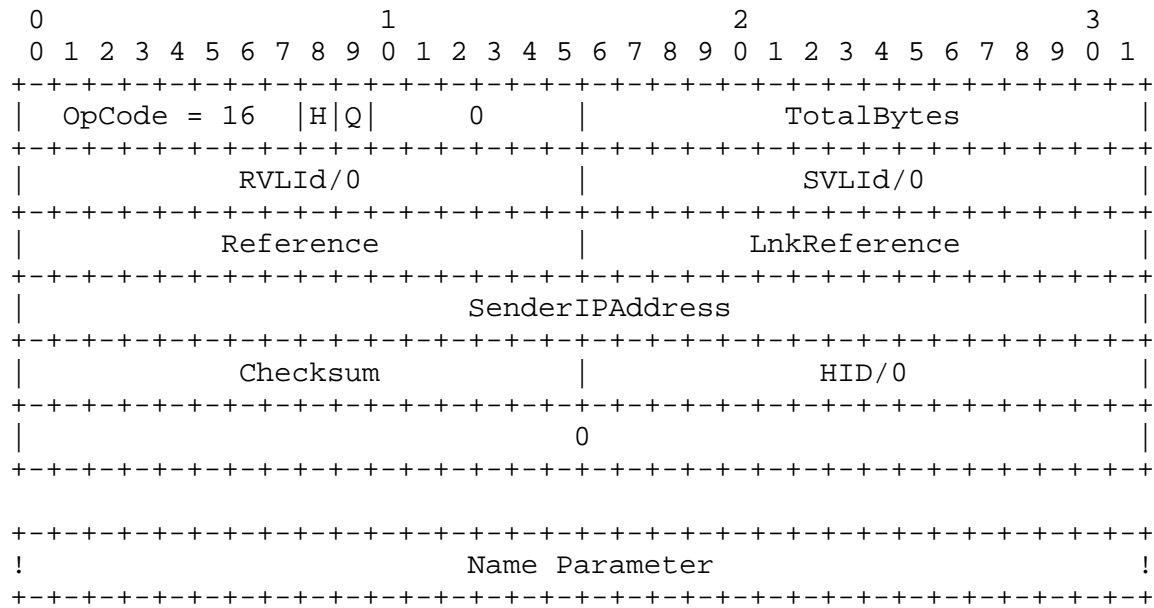 0                   1                   2                   3
 0 1 2 3 4 5 6 7 8 9 0 1 2 3 4 5 6 7 8 9 0 1 2 3 4 5 6 7 8 9 0 1
+-+-+-+-+-+-+-+-+-+-+-+-+-+-+-+-+-+-+-+-+-+-+-+-+-+-+-+-+-+-+-+-+
|  OpCode = 16  |H|Q|     0     |           TotalBytes          |
+-+-+-+-+-+-+-+-+-+-+-+-+-+-+-+-+-+-+-+-+-+-+-+-+-+-+-+-+-+-+-+-+
|            RVLId/0            |            SVLId/0            |
+-+-+-+-+-+-+-+-+-+-+-+-+-+-+-+-+-+-+-+-+-+-+-+-+-+-+-+-+-+-+-+-+
|           Reference           |         LnkReference          |
+-+-+-+-+-+-+-+-+-+-+-+-+-+-+-+-+-+-+-+-+-+-+-+-+-+-+-+-+-+-+-+-+
|                         SenderIPAddress                       |
+-+-+-+-+-+-+-+-+-+-+-+-+-+-+-+-+-+-+-+-+-+-+-+-+-+-+-+-+-+-+-+-+
|            Checksum           |             HID/0             |
+-+-+-+-+-+-+-+-+-+-+-+-+-+-+-+-+-+-+-+-+-+-+-+-+-+-+-+-+-+-+-+-+
|                               0                               |
+-+-+-+-+-+-+-+-+-+-+-+-+-+-+-+-+-+-+-+-+-+-+-+-+-+-+-+-+-+-+-+-+

+-+-+-+-+-+-+-+-+-+-+-+-+-+-+-+-+-+-+-+-+-+-+-+-+-+-+-+-+-+-+-+-+
!                         Name Parameter                        !
+-+-+-+-+-+-+-+-+-+-+-+-+-+-+-+-+-+-+-+-+-+-+-+-+-+-+-+-+-+-+-+-+